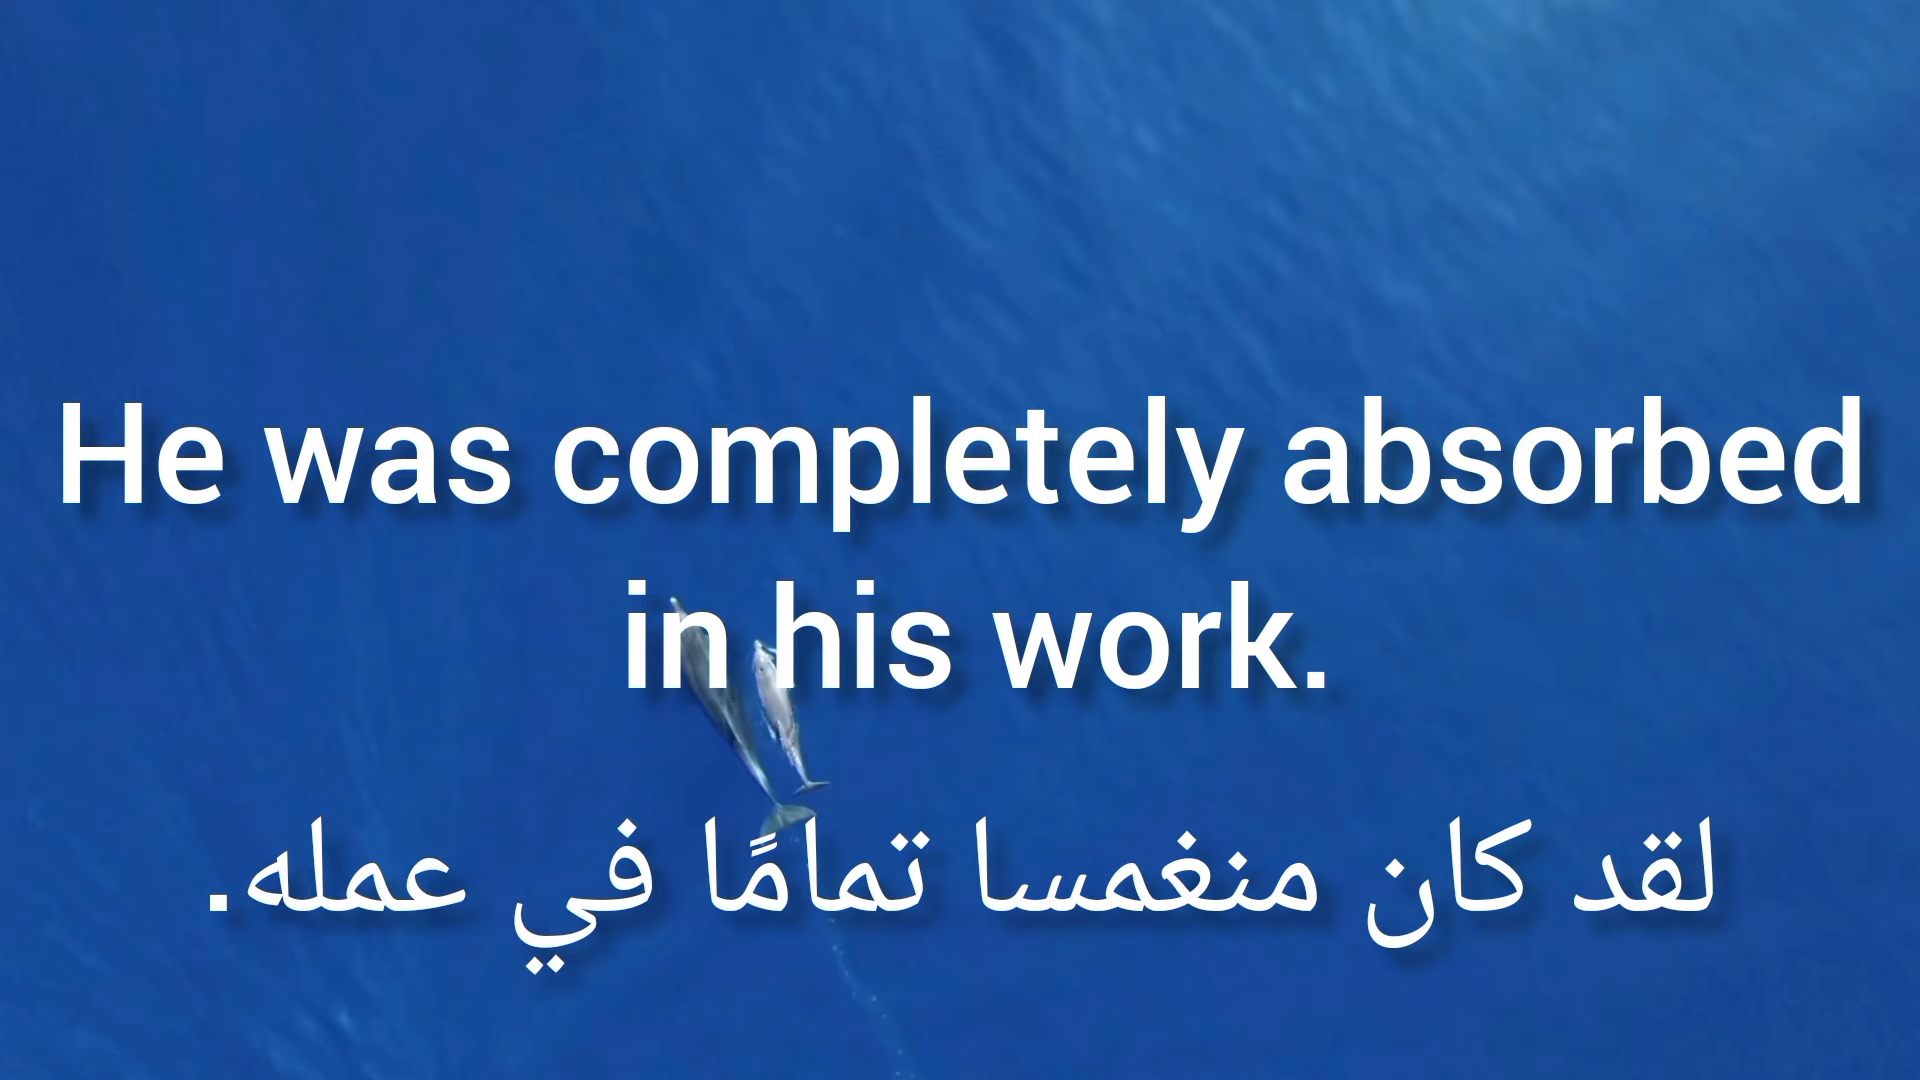 He was completely absorbed
in his work.
لقد كان منغمسا تمامًا في عمله.